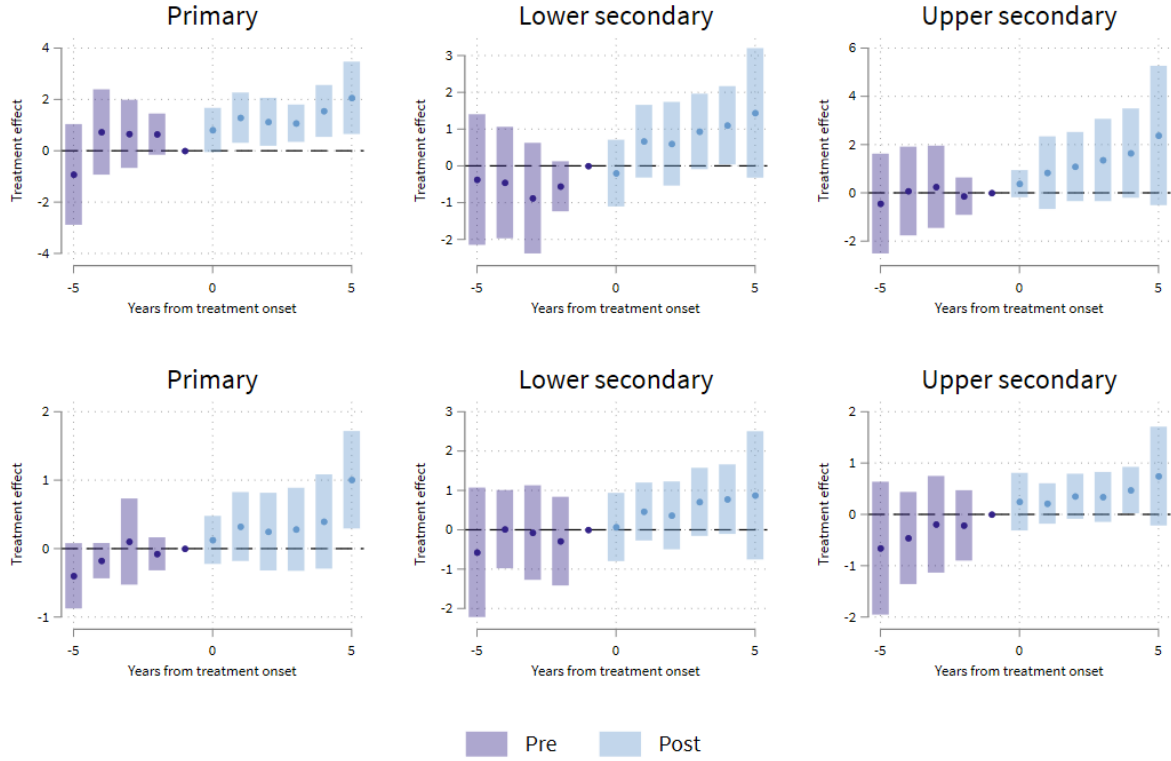 Primary
Lower secondary
Upper secondary
4
2
0
-2
-4
Treatment effect
-5
0
5
Years from treatment onset
3
2
1
0
-1
-2
Treatment effect
-5
0
5
Years from treatment onset
6
4
2
0
-2
Treatment effect
-5
0
5
Years from treatment onset
Primary
Lower secondary
Upper secondary
2
1
0
-1
Treatment effect
-5
0
5
Years from treatment onset
3
2
1
0
-1
-2
Treatment effect
-5
0
5
Years from treatment onset
2
1
0
-1
-2
Treatment effect
-5
0
5
Years from treatment onset
Pre
Post